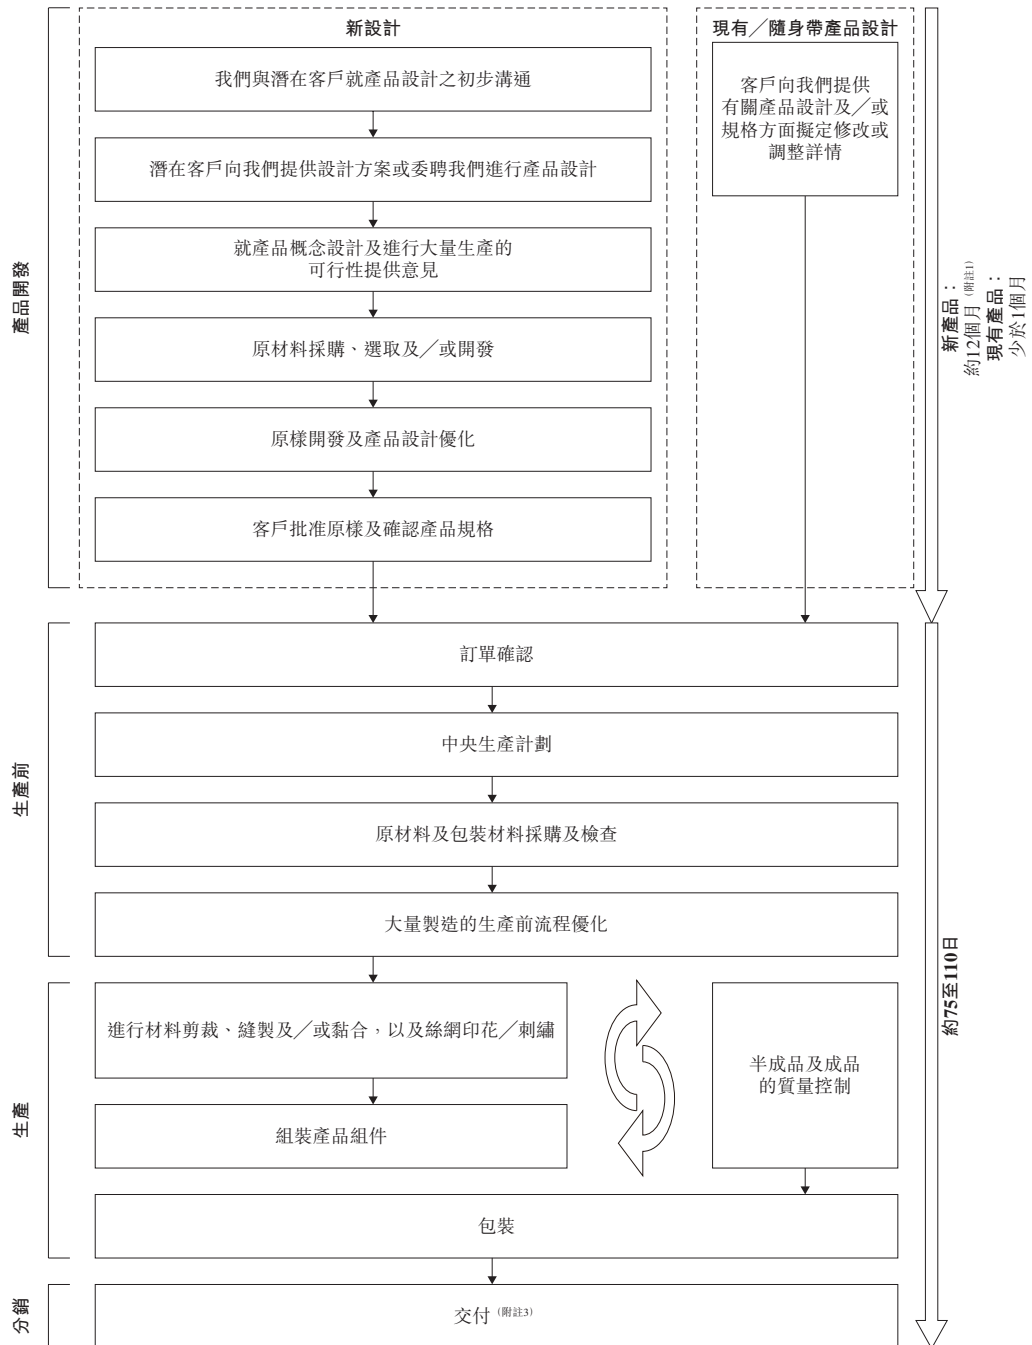 產品開發
新設計
我們與潛在客戶就產品設計之初步溝通
潛在客戶向我們提供設計方案或委聘我們進行產品設計
就產品概念設計及進行大量生產的
可行性提供意見
原材料採購、選取及╱或開發
原樣開發及產品設計優化
客戶批准原樣及確認產品規格
現有╱隨身帶產品設計
客戶向我們提供
有關產品設計及╱或
規格方面擬定修改或
調整詳情
新產品：
約12個月（附註1）
現有產品：
少於1個月
生產前
訂單確認
中央生產計劃
原材料及包裝材料採購及檢查
大量製造的生產前流程優化
約75至110日
生產
進行材料剪裁、縫製及╱或黏合，以及絲網印花╱刺繡
組裝產品組件
半成品及成品
的質量控制
包裝
分銷
交付（附註3）